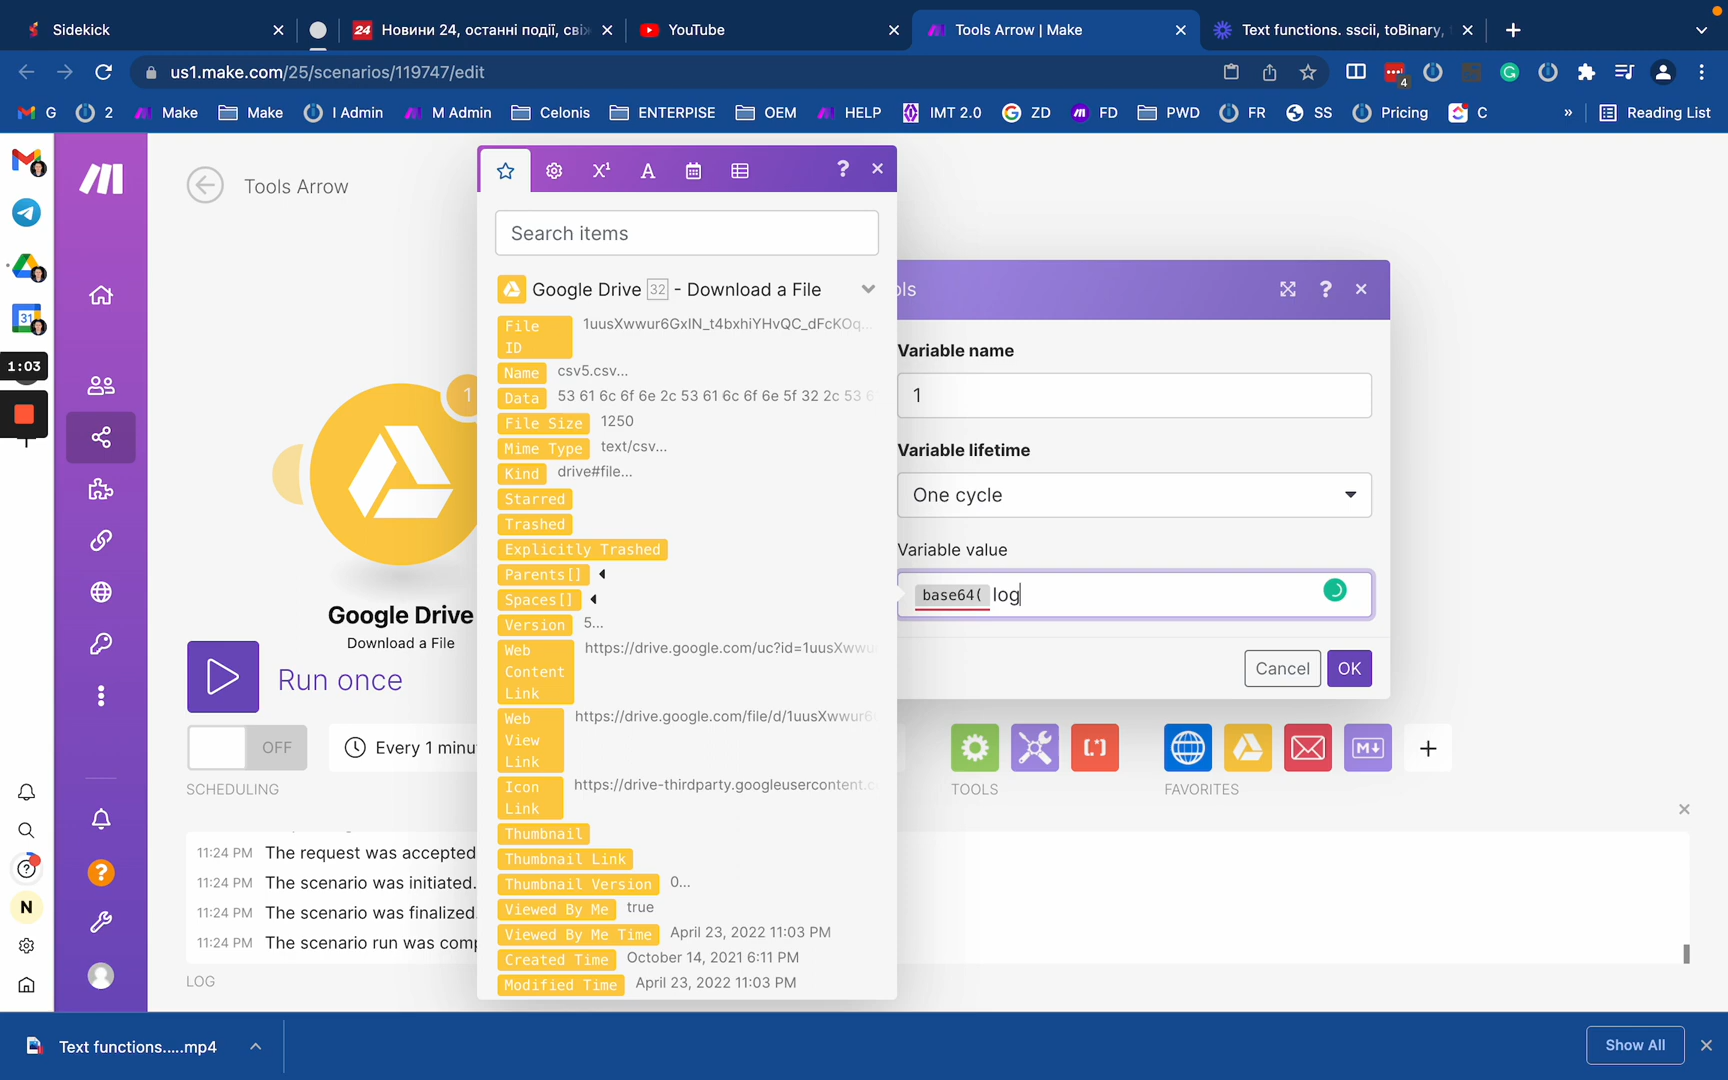 Sidekick
24 Новини 24, останні події, сві
YouTube
Tools Arrow | Make
Text functions. sscii, toBinary,
us1.make.com/25/scenarios/119747/edit
4
G
2
Make
Make
I Admin
M Admin
Celonis
ENTERPISE
OEM
HELP
IMT 2.0
ZD
FD
PWD
FR
SS
Pricing
C
»
Reading List
31
1:03
N
Tools Arrow
1
Google Drive
Download a File
Run once
OFF
Every 1 minu
SCHEDULING
11:24 PM The request was accepted
11:24 PM The scenario was initiated.
11:24 PM The scenario was finalized.
11:24 PM The scenario run was comp
LOG
X¹
A
?
Search items
Google Drive 32 - Download a File
File ID 1uusXwwur6GxIN_t4bxhiYHvQC_dFcKOq...
Name csv5.csv...
Data 53 61 6c 6f 6e 2c 53 61 6c 6f 6e 5f 32 2c 53 6
File Size 1250
Mime Type text/csv...
Kind drive#file...
Starred
Trashed
Explicitly Trashed
Parents[]
Spaces[]
Version 5...
Web Content Link https://drive.google.com/uc?id=1uusXwwu
Web View Link https://drive.google.com/file/d/1uusXwwur6
Icon Link https://drive-thirdparty.googleusercontent.c
Thumbnail
Thumbnail Link
Thumbnail Version 0...
Viewed By Me true
Viewed By Me Time April 23, 2022 11:03 PM
Created Time October 14, 2021 6:11 PM
Modified Time April 23, 2022 11:03 PM
ols
?
Variable name
1
Variable lifetime
One cycle
Variable value
base64( log
Cancel
OK
[.*]
TOOLS
M
FAVORITES
Text functions.....mp4
Show All